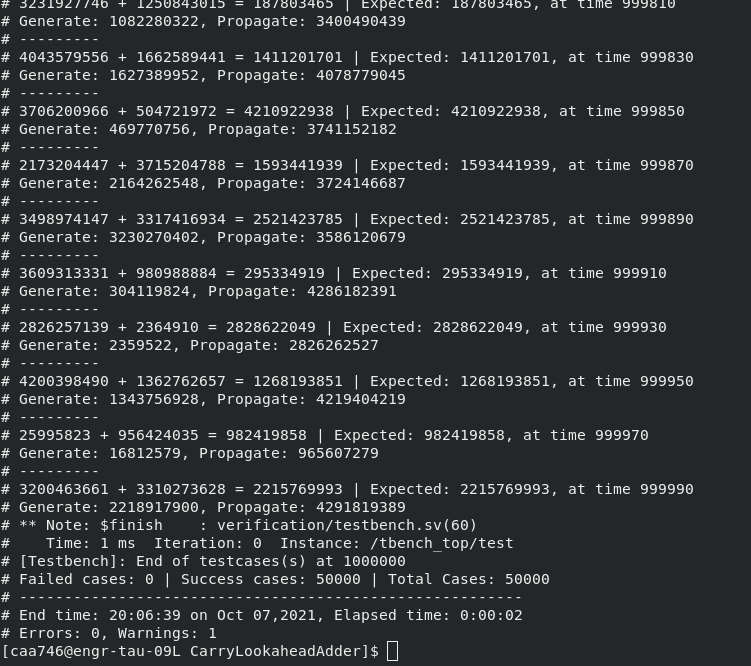 # 3231927746 + 1250843015 = 187803465 | Expected: 187803465, at time 999810
# Generate: 1082280322, Propagate: 3400490439
# ---------
# 4043579556 + 1662589441 = 1411201701 | Expected: 1411201701, at time 999830
# Generate: 1627389952, Propagate: 4078779045
# ---------
# 3706200966 + 504721972 = 4210922938 | Expected: 4210922938, at time 999850
# Generate: 469770756, Propagate: 3741152182
# ---------
# 2173204447 + 3715204788 = 1593441939 | Expected: 1593441939, at time 999870
# Generate: 2164262548, Propagate: 3724146687
# ---------
# 3498974147 + 3317416934 = 2521423785 | Expected: 2521423785, at time 999890
# Generate: 3230270402, Propagate: 3586120679
# ---------
# 3609313331 + 980988884 = 295334919 | Expected: 295334919, at time 999910
# Generate: 304119824, Propagate: 4286182391
# ---------
# 2826257139 + 2364910 = 2828622049 | Expected: 2828622049, at time 999930
# Generate: 2359522, Propagate: 2826262527
# ---------
# 4200398490 + 1362762657 = 1268193851 | Expected: 1268193851, at time 999950
# Generate: 1343756928, Propagate: 4219404219
# ---------
# 25995823 + 956424035 = 982419858 | Expected: 982419858, at time 999970
# Generate: 16812579, Propagate: 965607279
# ---------
# 3200463661 + 3310273628 = 2215769993 | Expected: 2215769993, at time 999990
# Generate: 2218917900, Propagate: 4291819389
# ** Note: $finish    : verification/testbench.sv(60)
#    Time: 1 ms  Iteration: 0  Instance: /tbench_top/test
# [Testbench]: End of testcases(s) at 1000000
# Failed cases: 0 | Success cases: 50000 | Total Cases: 50000
# --------------------------------------------------------
# End time: 20:06:39 on Oct 07,2021, Elapsed time: 0:00:02
# Errors: 0, Warnings: 1
[caa746@engr-tau-09L CarryLookaheadAdder]$